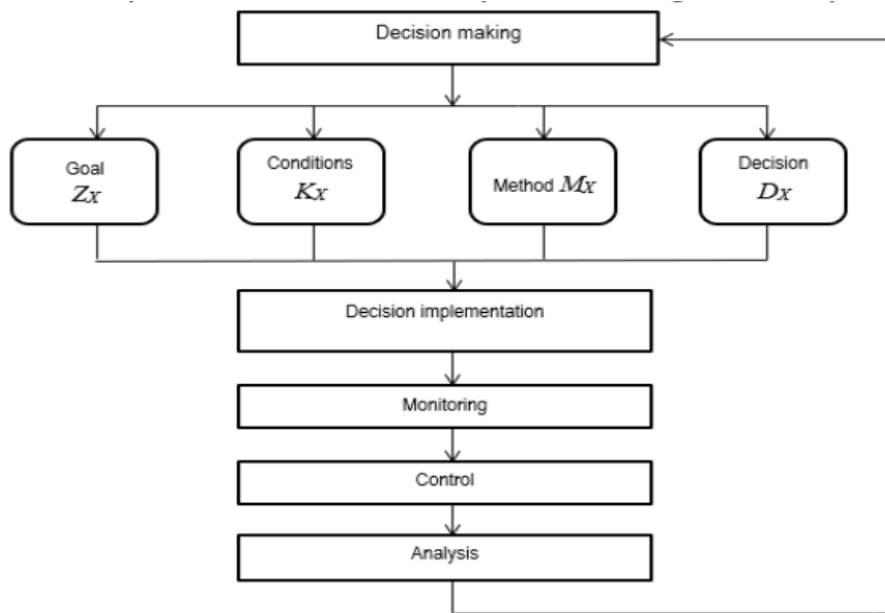 Decision making
Goal
Zx
Conditions
Kx
Method Mx
Decision
Dx
Decision implementation
Monitoring
Control
Analysis